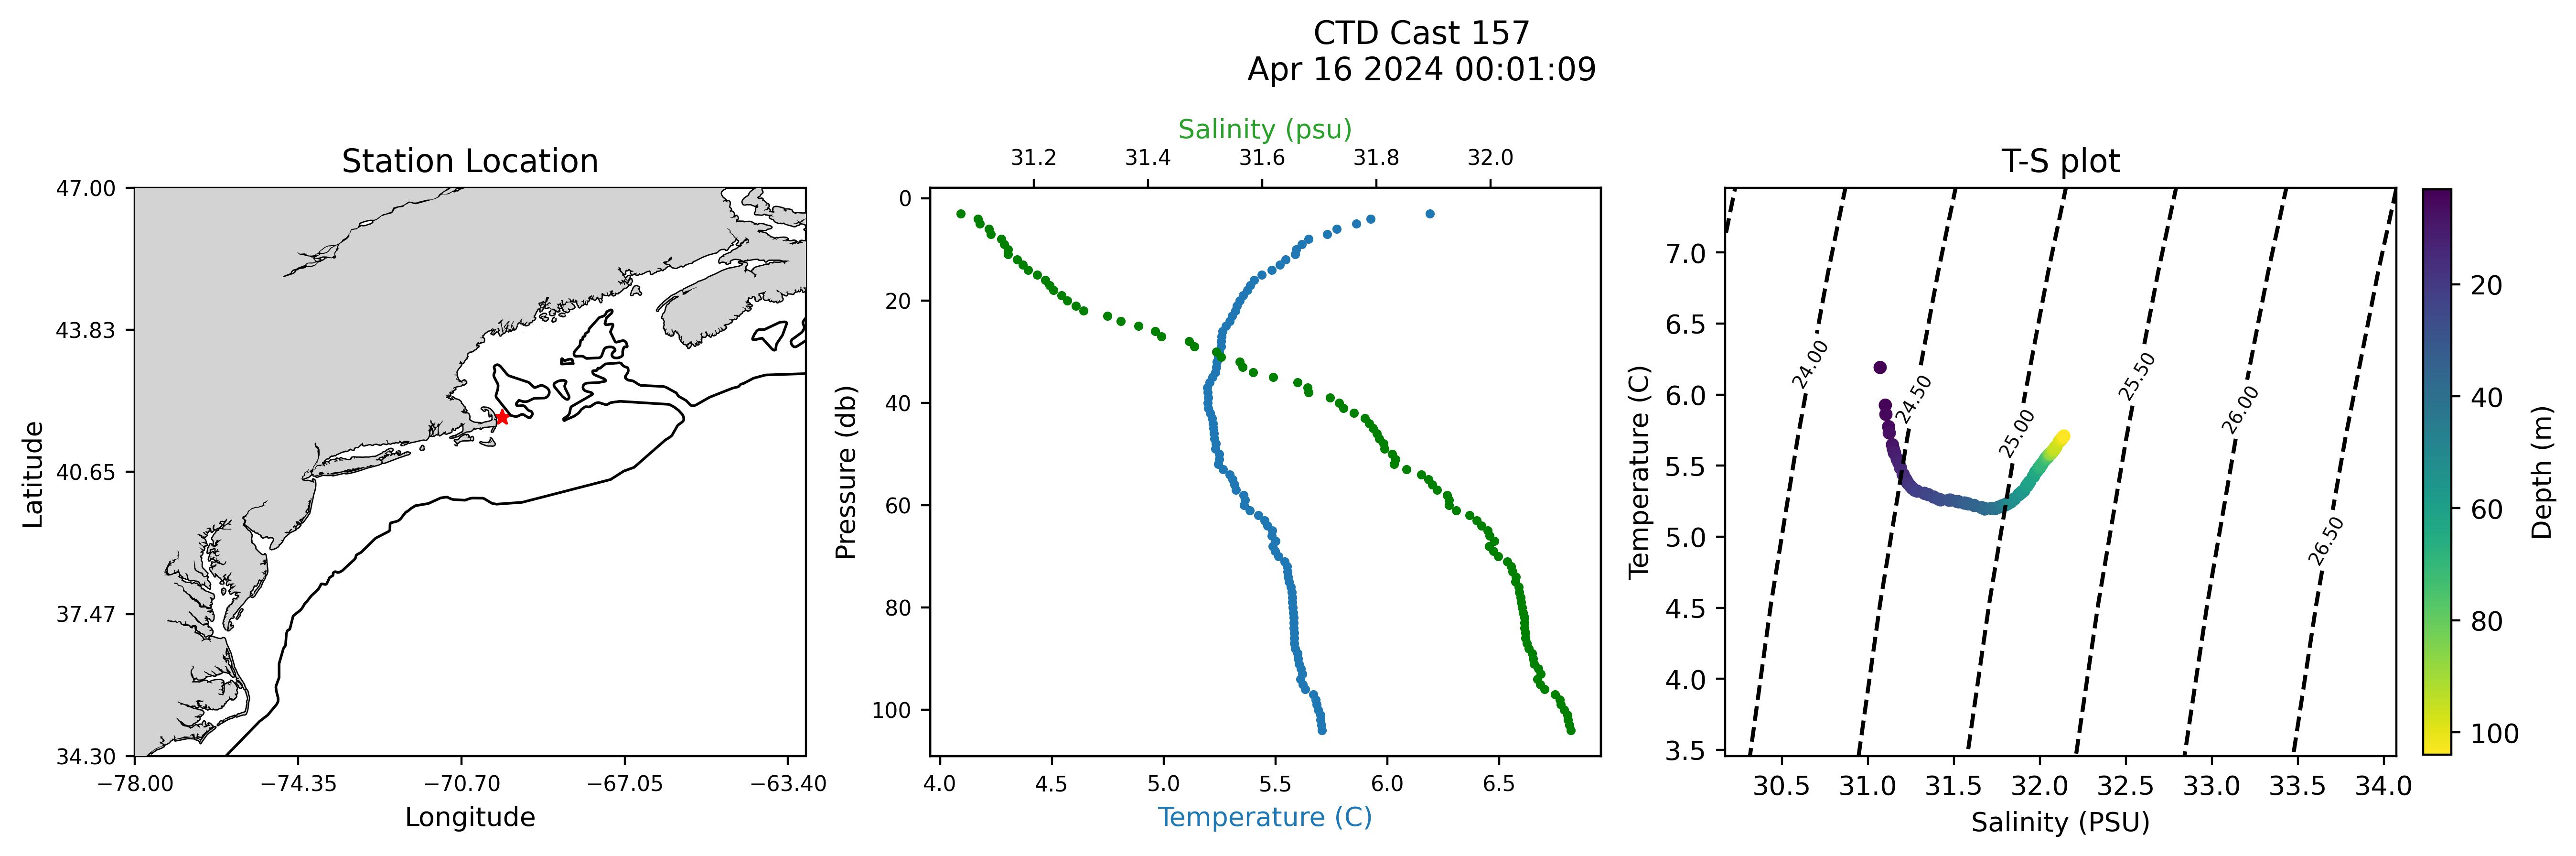 CTD Cast 157
Apr 16 2024 00:01:09
Station Location
47.00
43.83
40.65
37.47
34.30
Latitude
−78.00 −74.35 −70.70 −67.05 −63.40
Longitude
Salinity (psu)
31.2 31.4 31.6 31.8 32.0
0
20
40
60
80
100
Pressure (db)
4.0 4.5 5.0 5.5 6.0 6.5
Temperature (C)
T-S plot
7.0
6.5
6.0
5.5
5.0
4.5
4.0
3.5
Temperature (C)
24.00
24.50
25.00
25.50
26.00
26.50
30.5 31.0 31.5 32.0 32.5 33.0 33.5 34.0
Salinity (PSU)
20
40
60
80
100
Depth (m)